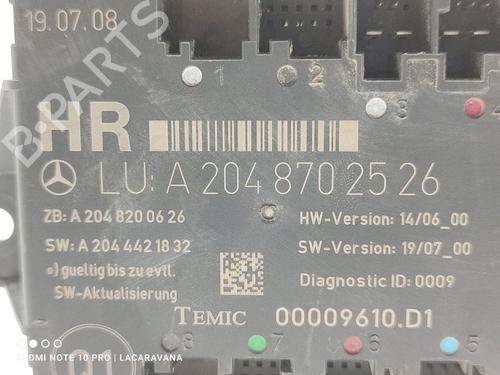 19.07.08
1
2
3
4
HR
B-PARTS
LU: A 204 870 25 26
ZB: A 204 820 06 26
HW-Version: 14/06_00
SW: A 204 442 18 32
SW-Version: 19/07_00
*) gueltig bis zu evtl.
SW-Aktualisierung
Diagnostic ID: 0009
TEMIC 00009610.D1
8
7
6
5
REDMI NOTE 10 PRO | LACARAVANA